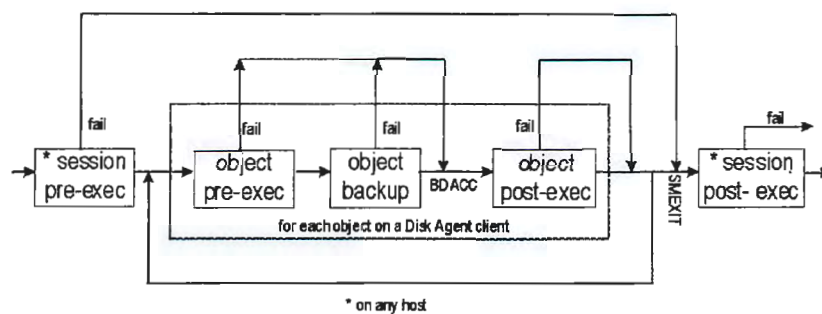 fail
fail
fail
fail
fail
* session
pre-exec
object
pre-exec
object
backup
BDACC
object
post-exec
SMEXIT
* session
post- exec
for each object on a Disk Agent client
* on any host